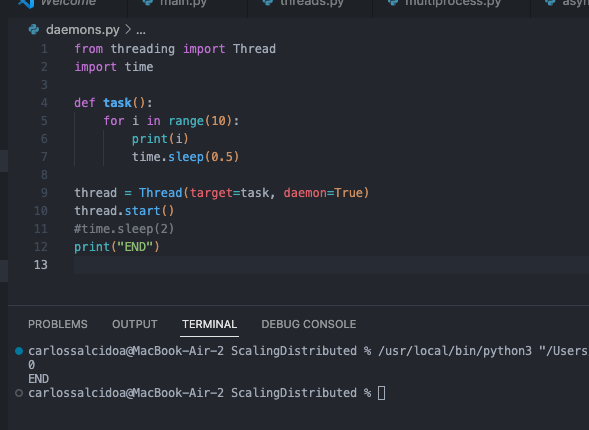 Welcome main.py threads.py multiprocess.py
daemons.py > ...
1 from threading import Thread
2 import time
3
4 def task():
5     for i in range(10):
6         print(i)
7         time.sleep(0.5)
8
9 thread = Thread(target=task, daemon=True)
10 thread.start()
11 #time.sleep(2)
12 print("END")
13
PROBLEMS OUTPUT TERMINAL DEBUG CONSOLE
carlossalcidoa@MacBook-Air-2 ScalingDistributed % /usr/local/bin/python3 "/Users
0
END
carlossalcidoa@MacBook-Air-2 ScalingDistributed %